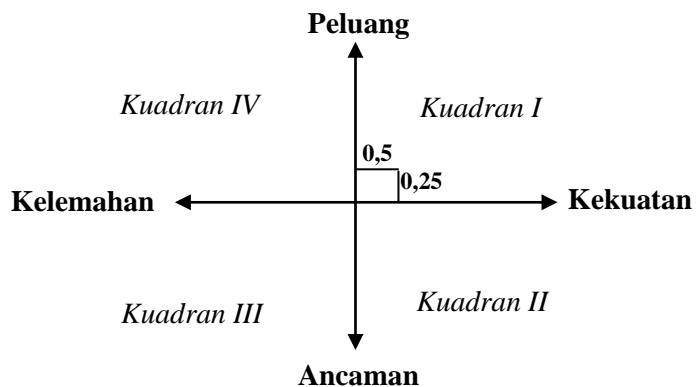 Peluang
Kuadran IV
Kuadran I
0,5
0,25
Kelemahan
Kekuatan
Kuadran III
Kuadran II
Ancaman